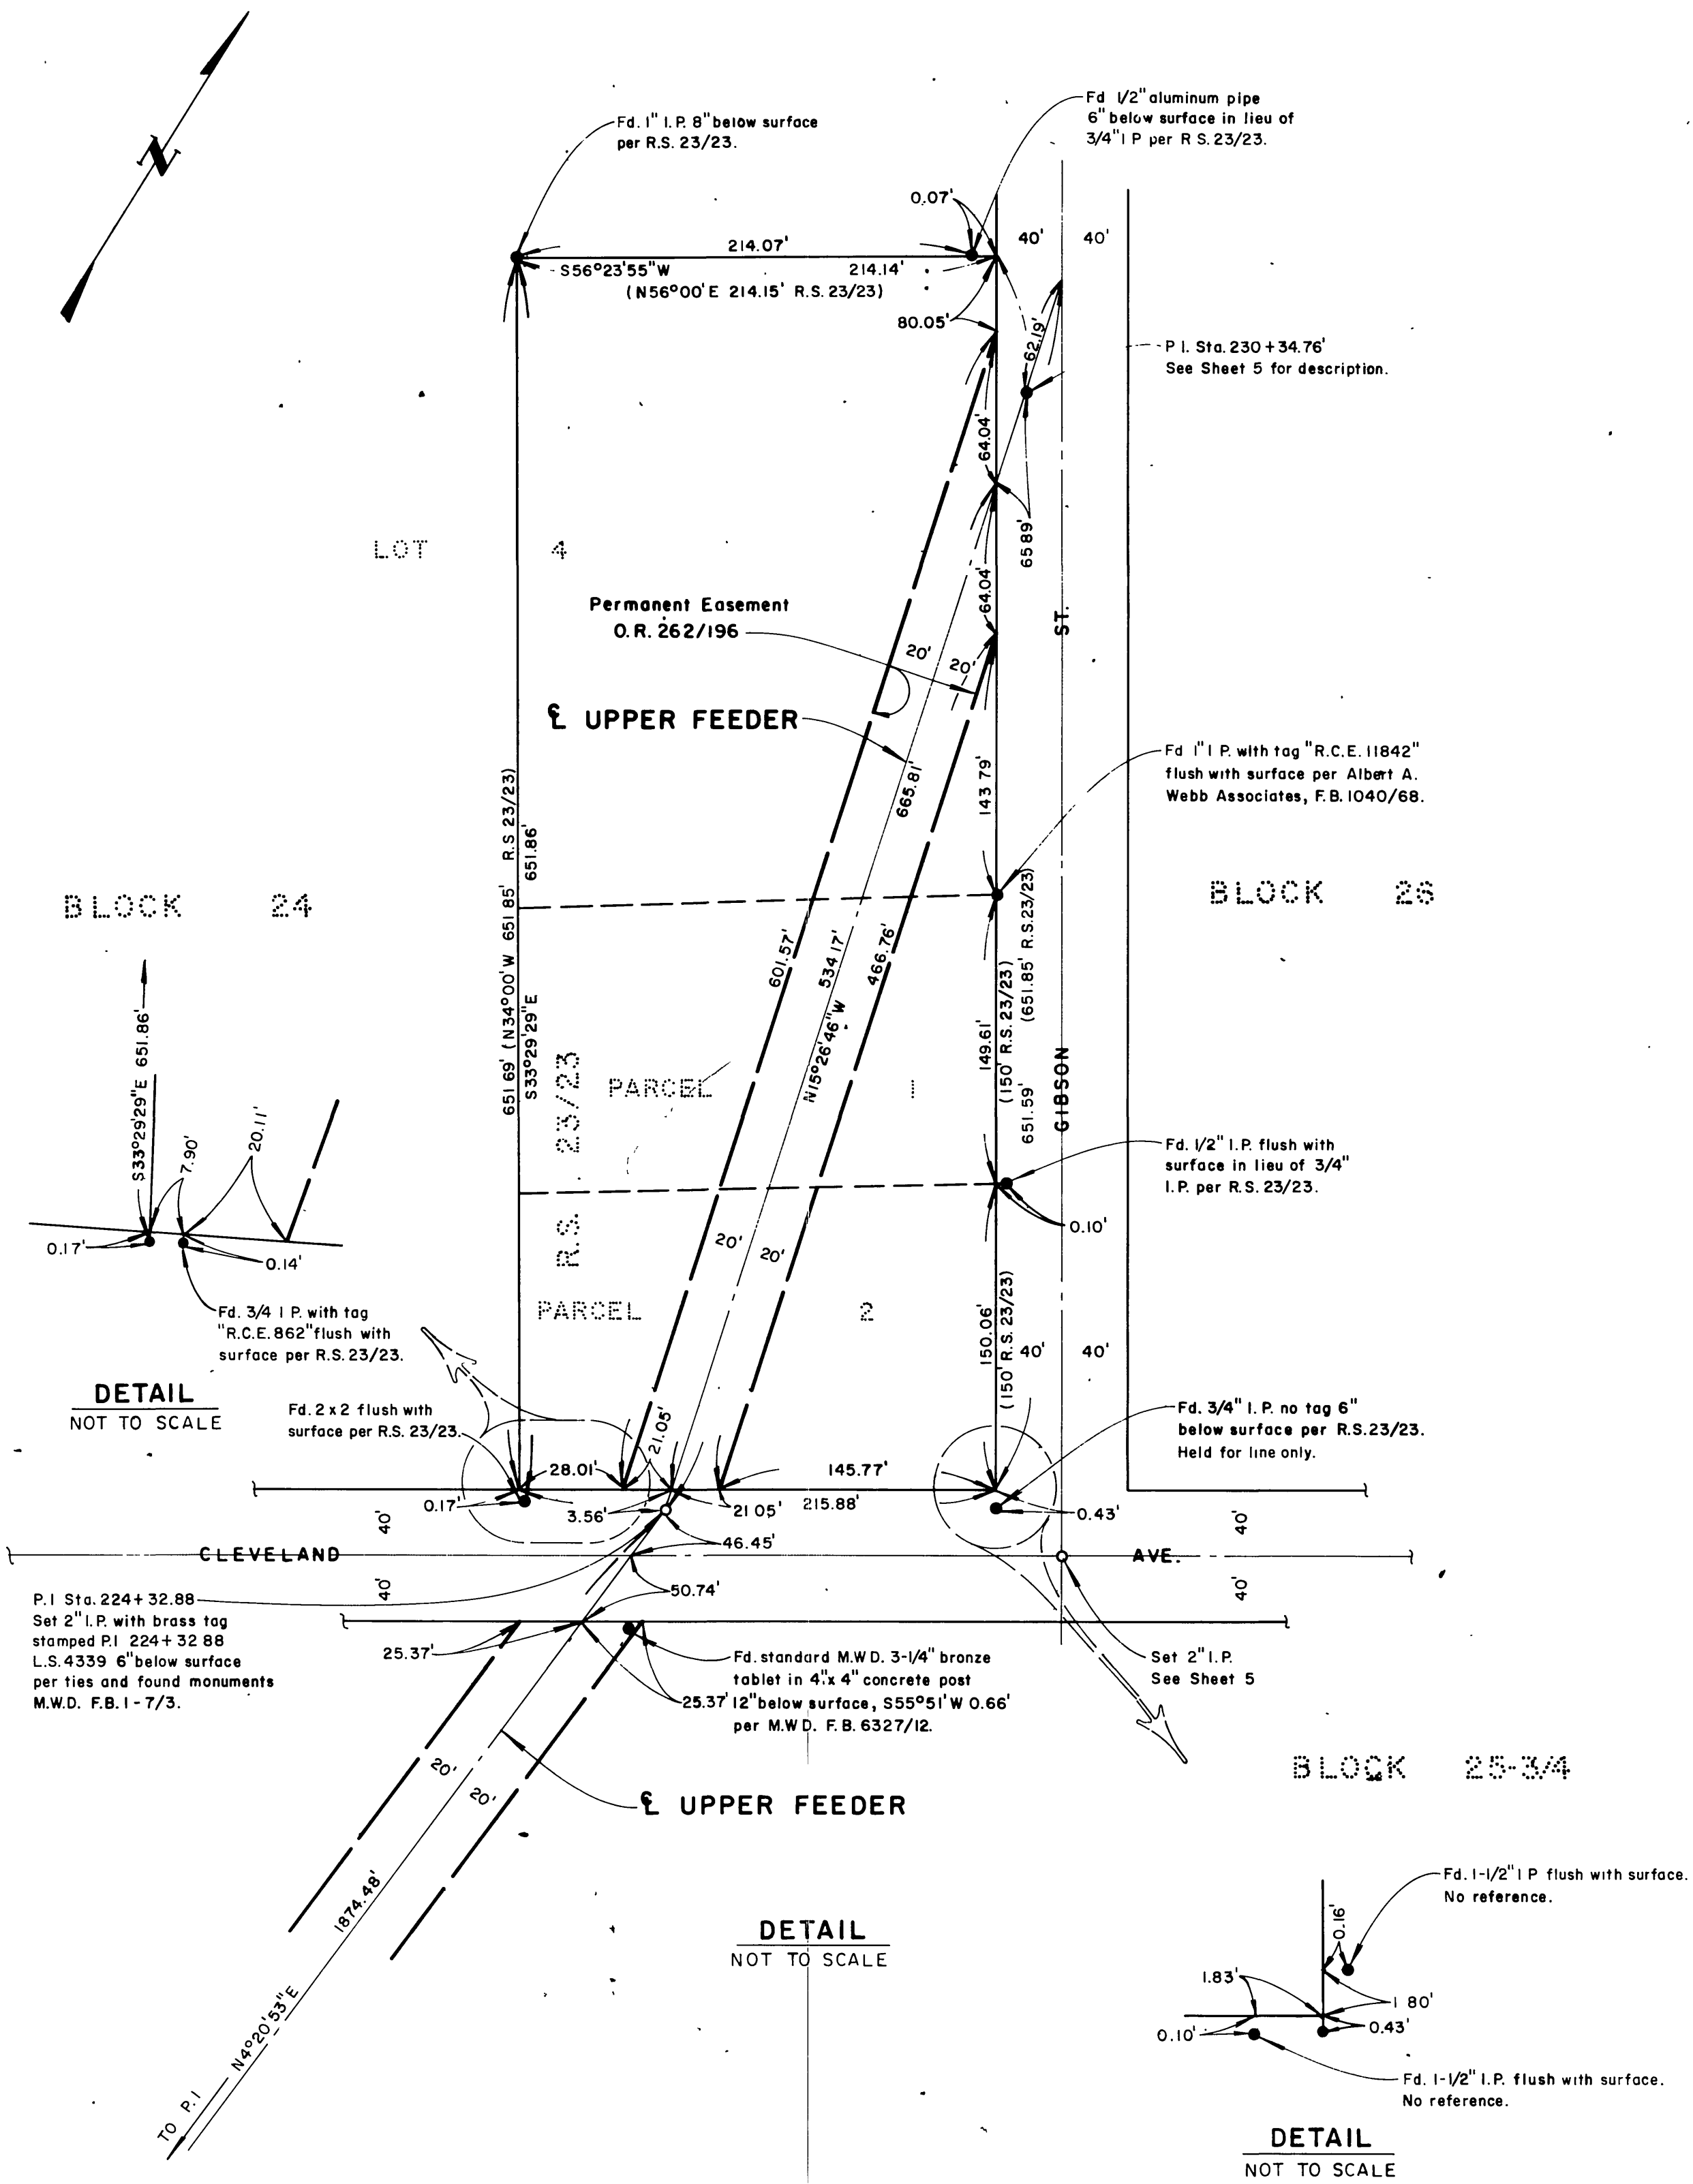 N
Fd. 1" I.P. 8" below surface
per R.S. 23/23.
Fd 1/2" aluminum pipe
6" below surface in lieu of
3/4" I P per R S. 23/23.
0.07'
40'
40'
214.07'
S56°23'55"W
214.14'
(N56°00'E 214.15' R.S. 23/23)
80.05'
62.19'
P I. Sta. 230+34.76'
See Sheet 5 for description.
64.04'
65 89'
LOT 4
64.04'
Permanent Easement
O.R. 262/196
20'
20'
ST.
℄ UPPER FEEDER
Fd 1" I P. with tag "R.C.E. 11842"
flush with surface per Albert A.
Webb Associates, F.B. 1040/68.
665.81'
143 79'
651 69' (N34°00'W 651 85' R.S 23/23)
651.86'
S33°29'29"E
BLOCK 24
BLOCK 26
601.57'
534.17'
466.76'
N15°26'46"W
149.61'
(150' R.S. 23/23)
651.59'
(651.85' R.S.23/23)
GIBSON
R.S. 23/23
PARCEL 1
S33°29'29"E 651.86'
7.90'
20.11'
0.17'
0.14'
Fd. 3/4 I P. with tag
"R.C.E. 862" flush with
surface per R.S. 23/23.
DETAIL
NOT TO SCALE
Fd. 1/2" I.P. flush with
surface in lieu of 3/4"
I.P. per R.S. 23/23.
0.10'
20'
20'
PARCEL 2
150.06'
(150' R.S. 23/23)
40'
40'
Fd. 2 x 2 flush with
surface per R.S. 23/23.
Fd. 3/4" I.P. no tag 6"
below surface per R.S.23/23.
Held for line only.
21.05'
28.01'
145.77'
0.17'
3.56'
21 05'
215.88'
0.43'
40'
40'
46.45'
CLEVELAND AVE.
40'
50.74'
40'
P.I Sta. 224+32.88
Set 2" I.P. with brass tag
stamped P.I 224+32 88
L.S. 4339 6" below surface
per ties and found monuments
M.W.D. F.B. 1-7/3.
25.37'
Fd. standard M.W.D. 3-1/4" bronze
tablet in 4"x 4" concrete post
25.37' 12" below surface, S55°51'W 0.66'
per M.W.D. F.B. 6327/12.
Set 2" I.P.
See Sheet 5
20'
20'
℄ UPPER FEEDER
BLOCK 25-3/4
1874.48'
N4°20'53"E
TO P.I
DETAIL
NOT TO SCALE
Fd. 1-1/2" I P flush with surface.
No reference.
0.16'
1.83'
1 80'
0.10'
0.43'
Fd. 1-1/2" I.P. flush with surface.
No reference.
DETAIL
NOT TO SCALE